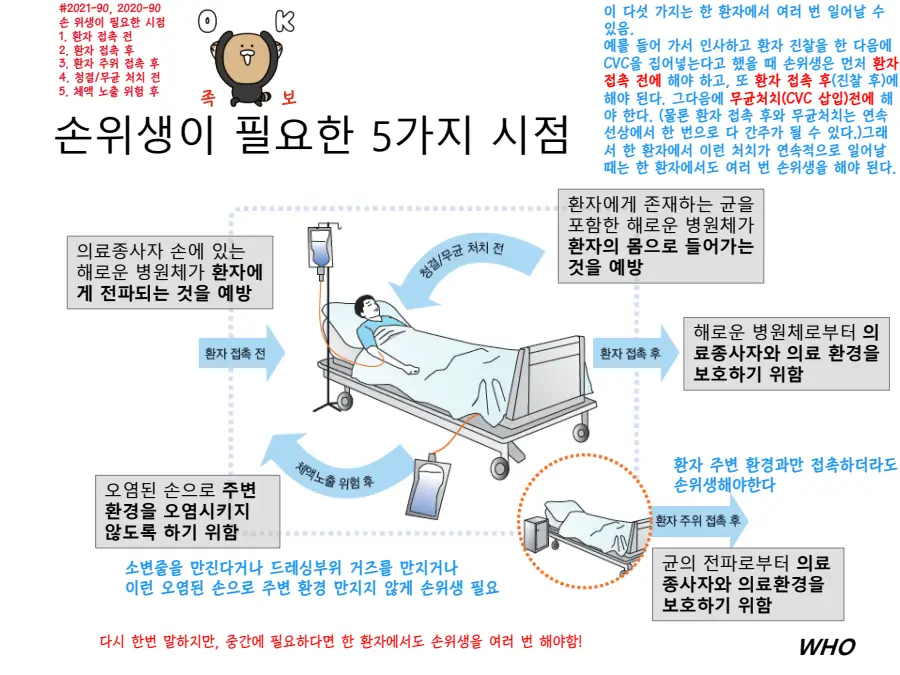 #2021-90, 2020-90
손 위생이 필요한 시점
1. 환자 접촉 전
2. 환자 접촉 후
3. 환자 주위 접촉 후
4. 청결/무균 처치 전
5. 체액 노출 위험 후
O K
족 보
이 다섯 가지는 한 환자에서 여러 번 일어날 수
있음.
예를 들어 가서 인사하고 환자 진찰을 한 다음에
CVC을 집어넣는다고 했을 때 손위생은 먼저 환자
접촉 전에 해야 하고, 또 환자 접촉 후(진찰 후)에
해야 된다. 그다음에 무균처치(CVC 삽입)전에 해
야 한다. (물론 환자 접촉 후와 무균처치는 연속
선상에서 한 번으로 다 간주가 될 수 있다.)그래
서 한 환자에서 이런 처치가 연속적으로 일어날
때는 한 환자에서도 여러 번 손위생을 해야 된다.
손위생이 필요한 5가지 시점
의료종사자 손에 있는
해로운 병원체가 환자에
게 전파되는 것을 예방
환자 접촉 전
청결/무균 처치 전
환자에게 존재하는 균을
포함한 해로운 병원체가
환자의 몸으로 들어가는
것을 예방
환자 접촉 후
해로운 병원체로부터 의
료종사자와 의료 환경을
보호하기 위함
체액노출 위험 후
오염된 손으로 주변
환경을 오염시키지
않도록 하기 위함
소변줄을 만진다거나 드레싱부위 거즈를 만지거나
이런 오염된 손으로 주변 환경 만지지 않게 손위생 필요
환자 주변 환경과만 접촉하더라도
손위생해야한다
환자 주위 접촉 후
균의 전파로부터 의료
종사자와 의료환경을
보호하기 위함
다시 한번 말하지만, 중간에 필요하다면 한 환자에서도 손위생을 여러 번 해야함!
WHO